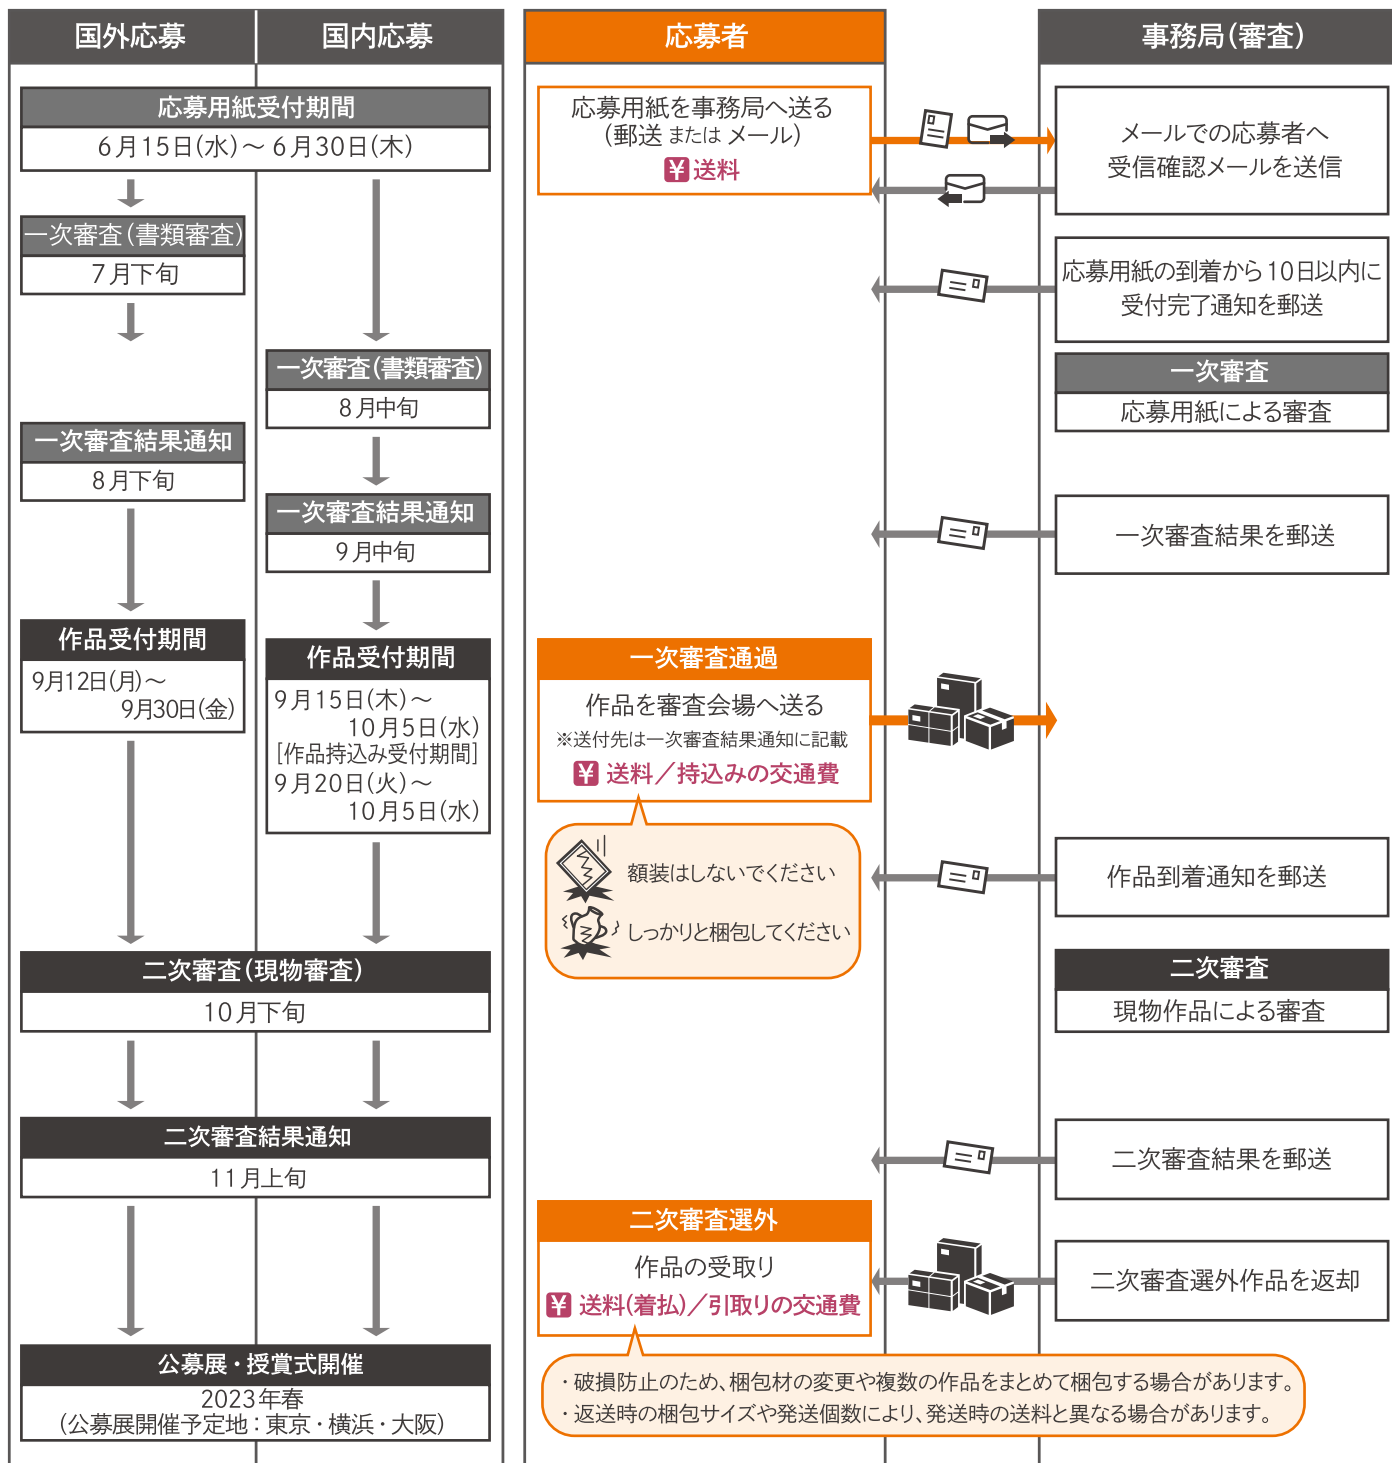 国外応募
国内応募
応募用紙受付期間
6月15日(水)～6月30日(木)
一次審査(書類審査)
7月下旬
一次審査(書類審査)
8月中旬
一次審査結果通知
8月下旬
一次審査結果通知
9月中旬
作品受付期間
9月12日(月)～
9月30日(金)
作品受付期間
9月15日(木)～
10月5日(水)
[作品持込み受付期間]
9月20日(火)～
10月5日(水)
二次審査(現物審査)
10月下旬
二次審査結果通知
11月上旬
公募展・授賞式開催
2023年春
(公募展開催予定地：東京・横浜・大阪)
応募者
事務局(審査)
応募用紙を事務局へ送る
(郵送 または メール)
¥ 送料
メールでの応募者へ
受信確認メールを送信
応募用紙の到着から10日以内に
受付完了通知を郵送
一次審査
応募用紙による審査
一次審査結果を郵送
一次審査通過
作品を審査会場へ送る
※送付先は一次審査結果通知に記載
¥ 送料／持込みの交通費
額装はしないでください
しっかりと梱包してください
作品到着通知を郵送
二次審査
現物作品による審査
二次審査結果を郵送
二次審査選外
作品の受取り
¥ 送料(着払)／引取りの交通費
二次審査選外作品を返却
・破損防止のため、梱包材の変更や複数の作品をまとめて梱包する場合があります。
・返送時の梱包サイズや発送個数により、発送時の送料と異なる場合があります。